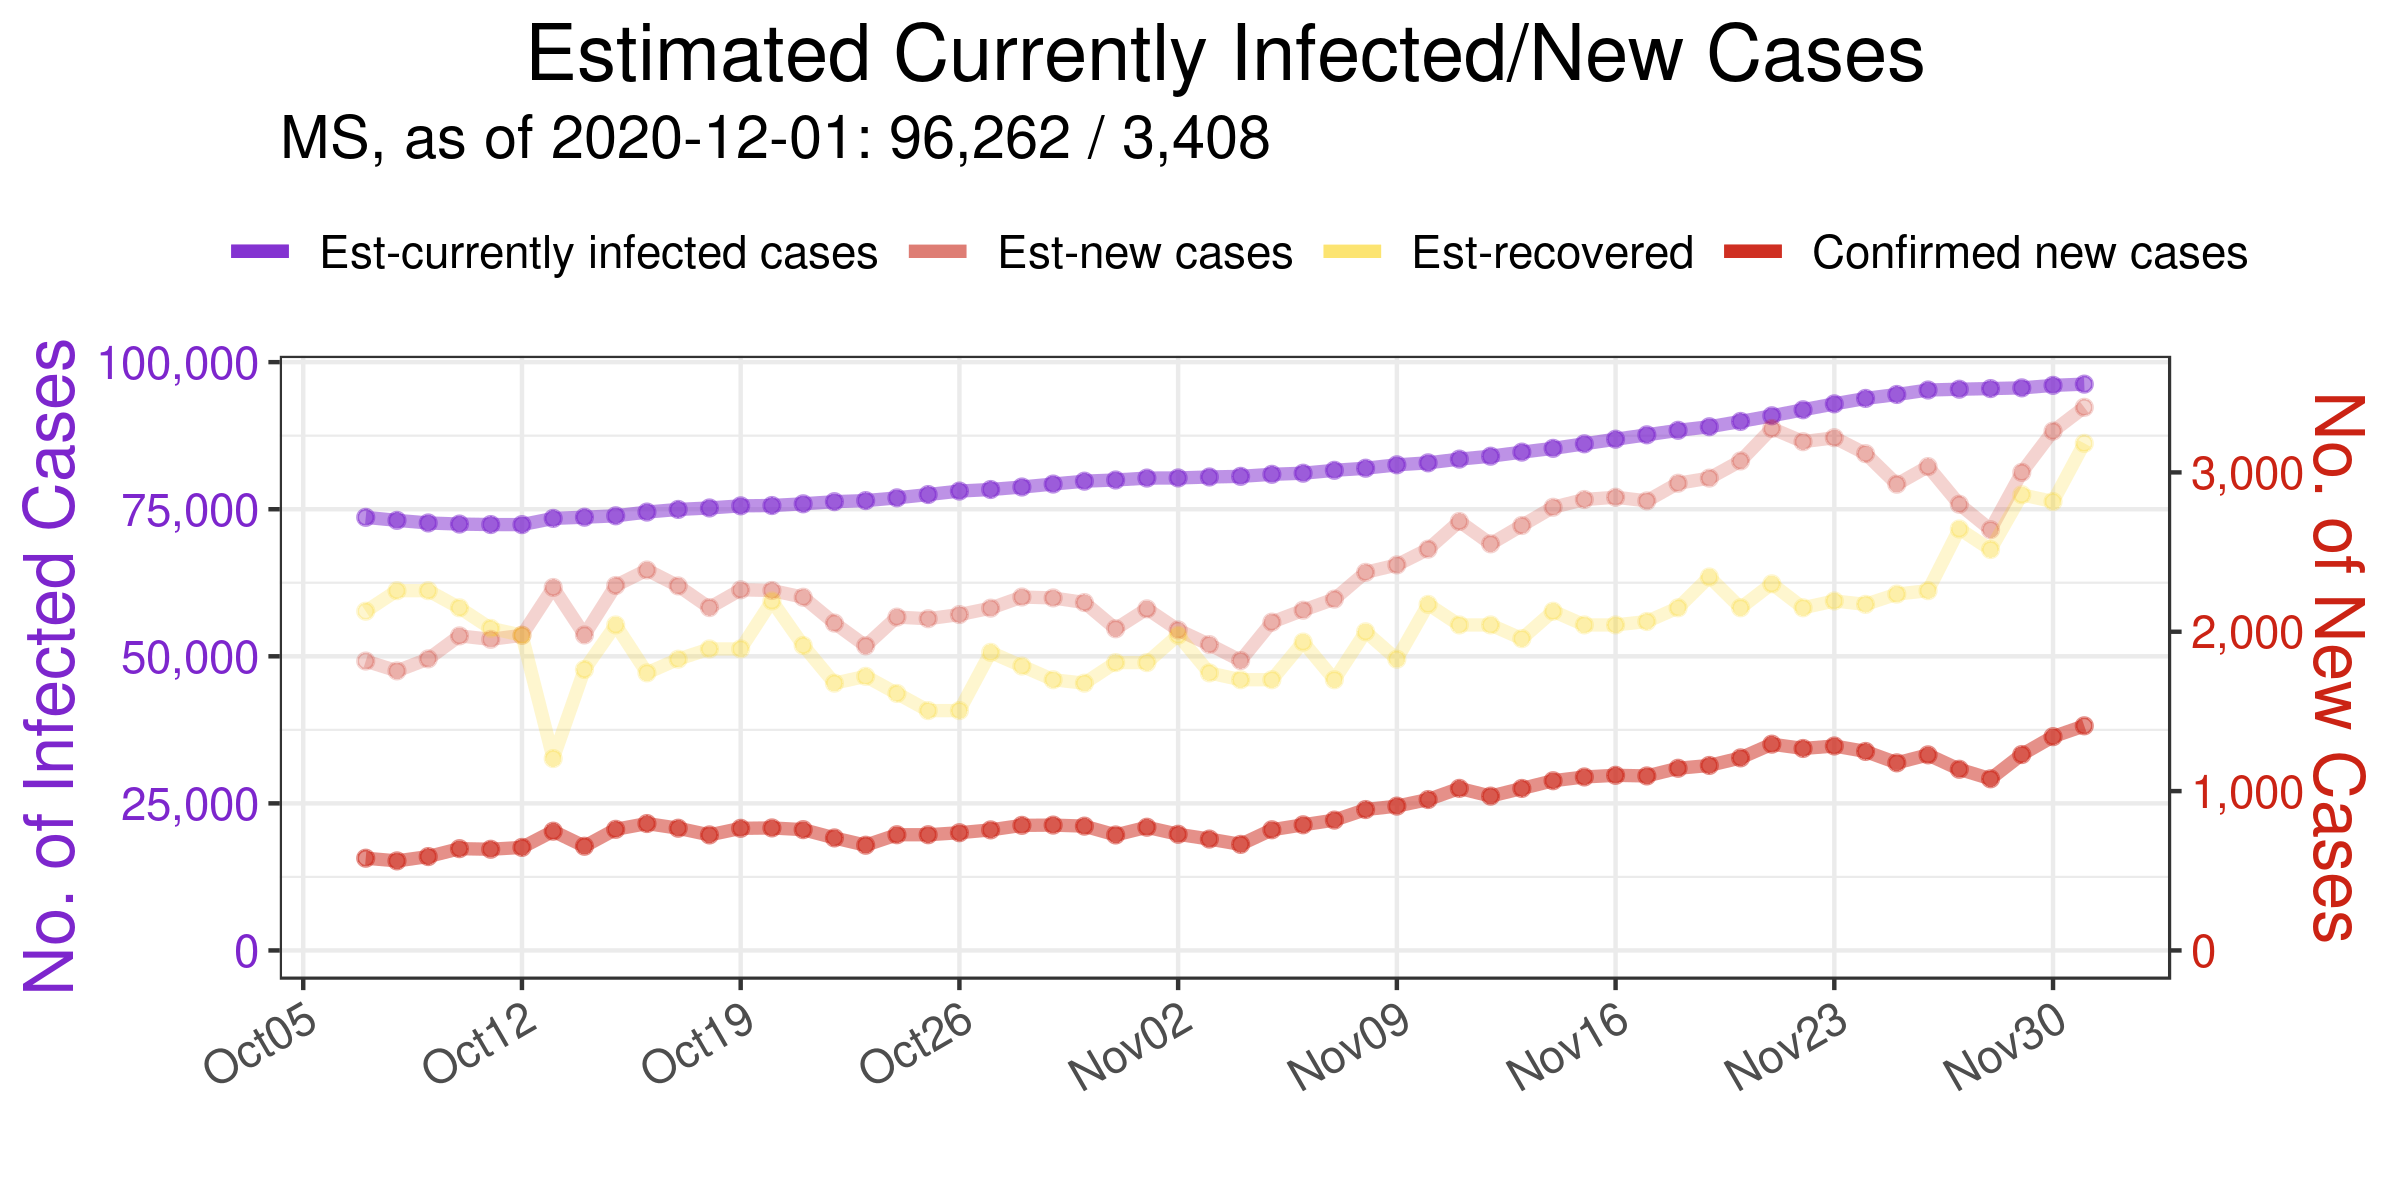 Estimated Currently Infected/New Cases
MS, as of 2020-12-01: 96,262 / 3,408
Est-currently infected cases Est-new cases Est-recovered Confirmed new cases
No. of Infected Cases
100,000
75,000
50,000
25,000
0
3,000
2,000
1,000
0
No. of New Cases
Oct05 Oct12 Oct19 Oct26 Nov02 Nov09 Nov16 Nov23 Nov30